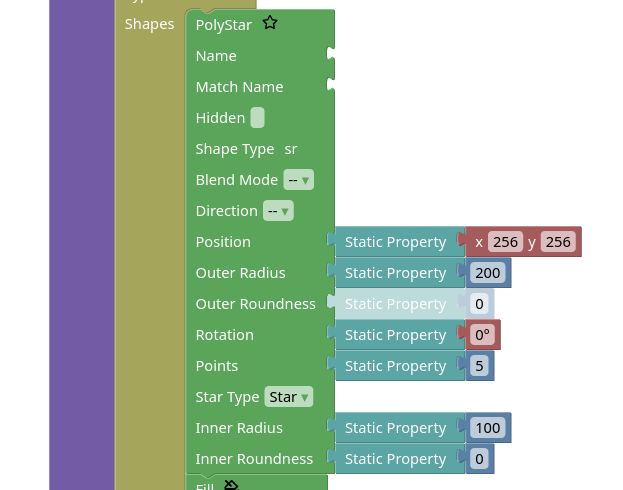 Shapes PolyStar
Name
Match Name
Hidden
Shape Type sr
Blend Mode --
Direction --
Position Static Property x 256 y 256
Outer Radius Static Property 200
Outer Roundness Static Property 0
Rotation Static Property 0°
Points Static Property 5
Star Type Star
Inner Radius Static Property 100
Inner Roundness Static Property 0
Fill